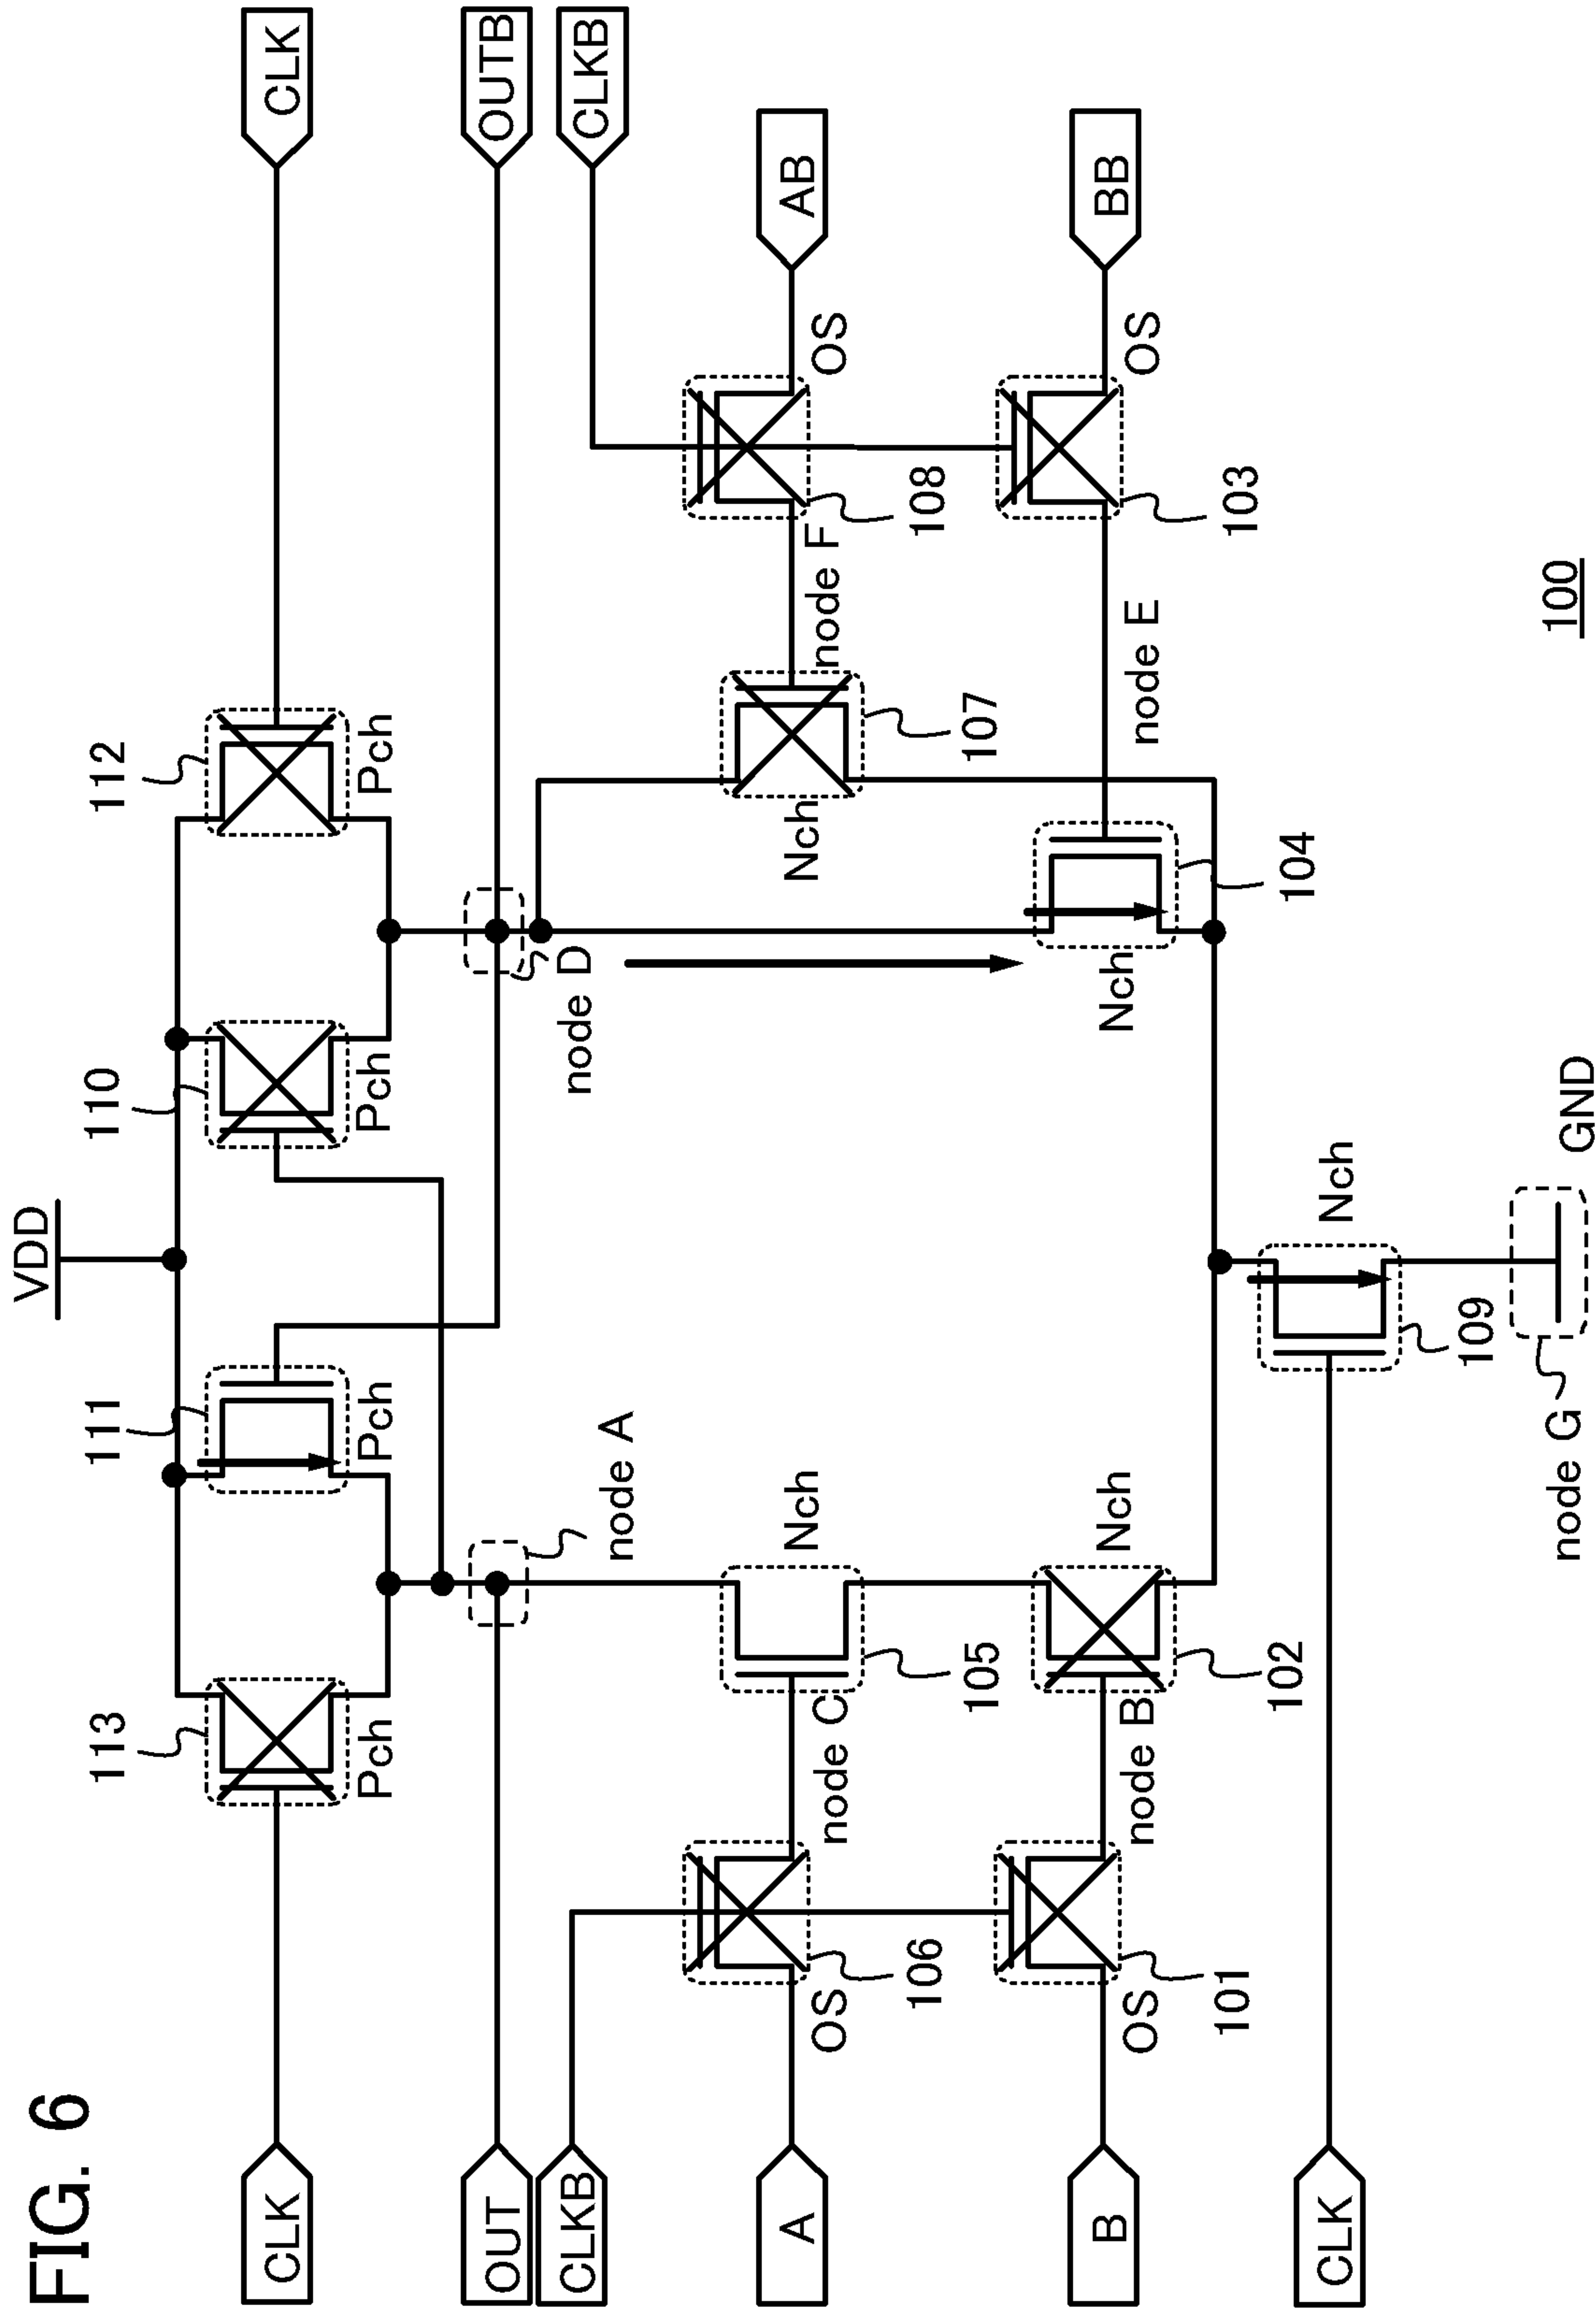 FIG. 6
VDD
113
111
110
112
CLK
Pch
Pch
Pch
Pch
CLK
OUT
node A
node D
OUTB
CLKB
CLKB
A
OS
106
node C
105
Nch
Nch
107
node F
108
OS
AB
B
OS
101
node B
102
Nch
Nch
104
node E
103
OS
BB
CLK
109
Nch
node G
GND
100